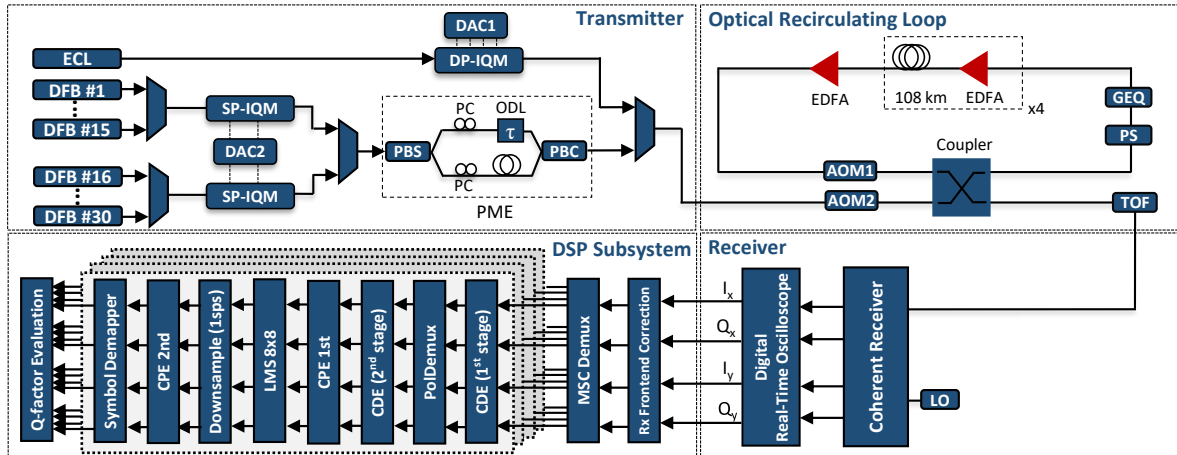 Transmitter
DAC1
ECL
DP-IQM
DFB #1
DFB #15
SP-IQM
DAC2
DFB #16
SP-IQM
DFB #30
PC
ODL
τ
PBS
PBC
PC
PME
Optical Recirculating Loop
EDFA
108 km
EDFA
x4
GEQ
PS
Coupler
AOM1
AOM2
TOF
DSP Subsystem
Q-factor Evaluation
Symbol Demapper
CPE 2nd
Downsample (1sps)
LMS 8x8
CPE 1st
CDE (2nd stage)
PolDemux
CDE (1st stage)
MSC Demux
Rx Frontend Correction
Receiver
Ix
Qx
Iy
Qy
Digital
Real-Time Oscilloscope
Coherent Receiver
LO